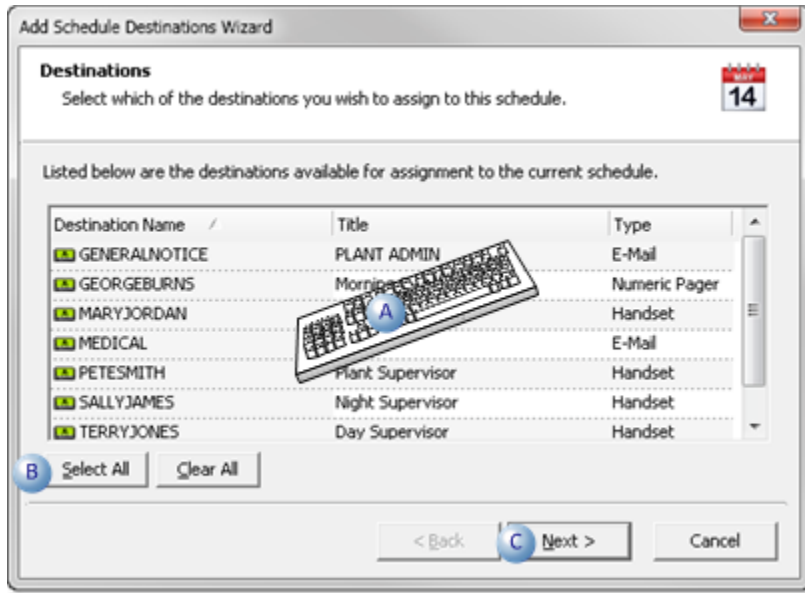 Add Schedule Destinations Wizard
Destinations
Select which of the destinations you wish to assign to this schedule.
MAY
14
Listed below are the destinations available for assignment to the current schedule.
Destination Name Title Type
GENERALNOTICE PLANT ADMIN E-Mail
GEORGEBURNS Numeric Pager
MARYJORDAN Handset
MEDICAL E-Mail
PETESMITH Plant Supervisor Handset
SALLYJAMES Night Supervisor Handset
TERRYJONES Day Supervisor Handset
A
B Select All Clear All
< Back C Next > Cancel